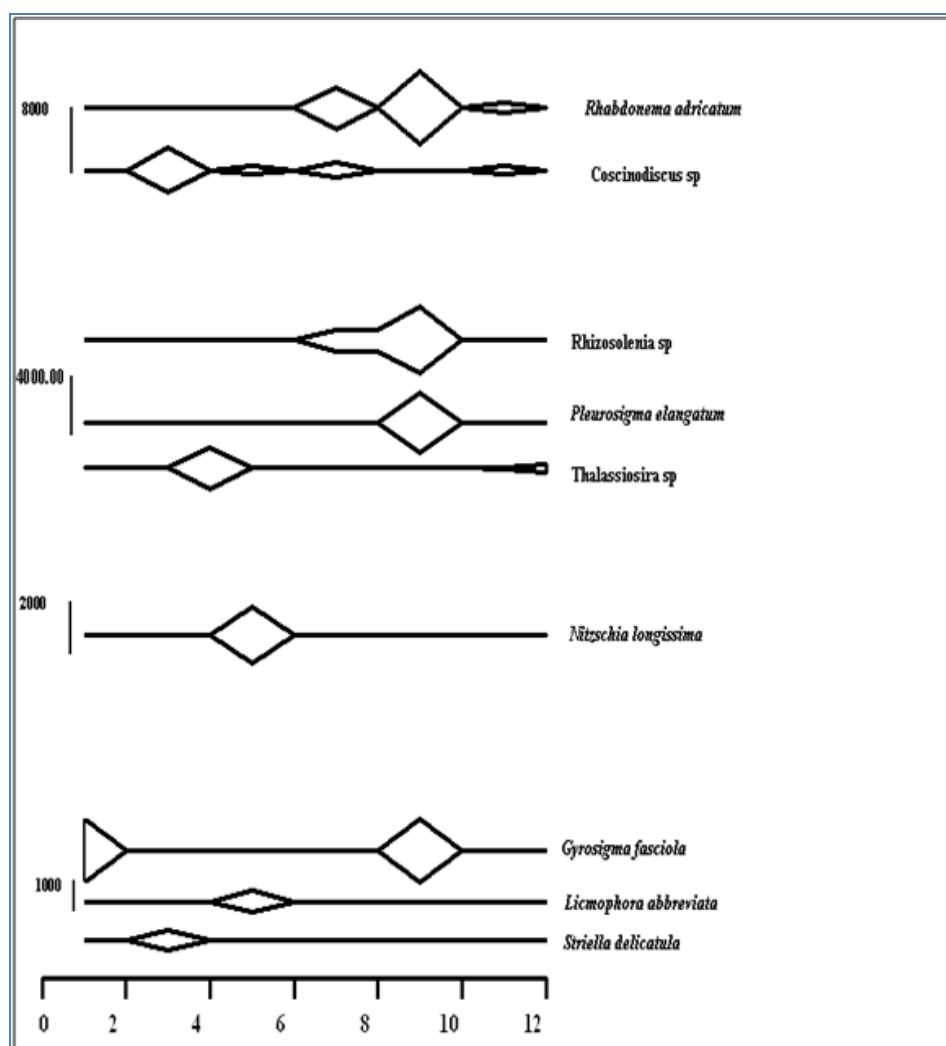 8000
Rhabdonema adricatum
Coscinodiscus sp
Rhizosolenia sp
4000.00
Pleurosigma elangatum
Thalassiosira sp
2000
Nitzschia longissima
Gyrosigma fasciola
1000
Licmophora abbreviata
Striella delicatula
0 2 4 6 8 10 12